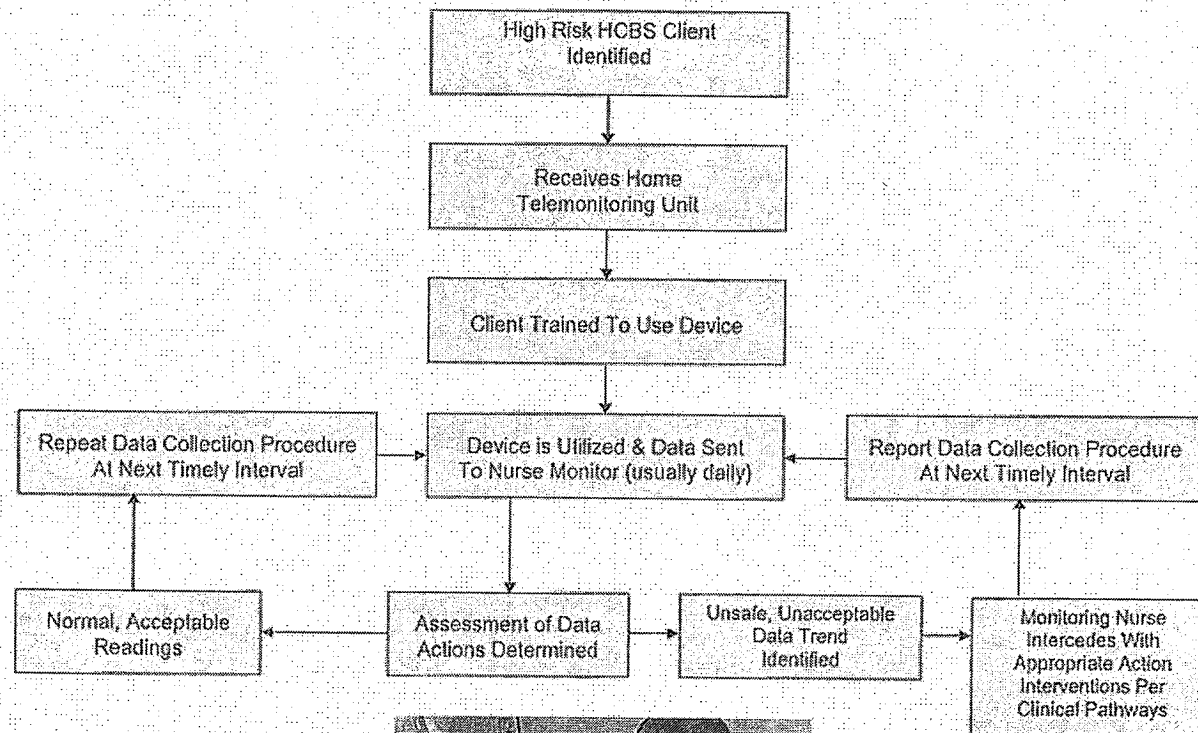 High Risk HCBS Client
Identified
Receives Home
Telemonitoring Unit
Client Trained To Use Device
Repeat Data Collection Procedure
At Next Timely Interval
Device is Utilized & Data Sent
To Nurse Monitor (usually daily)
Report Data Collection Procedure
At Next Timely Interval
Normal, Acceptable
Readings
Assessment of Data
Actions Determined
Unsafe, Unacceptable
Data Trend
Identified
Monitoring Nurse
Intercedes With
Appropriate Action
Interventions Per
Clinical Pathways